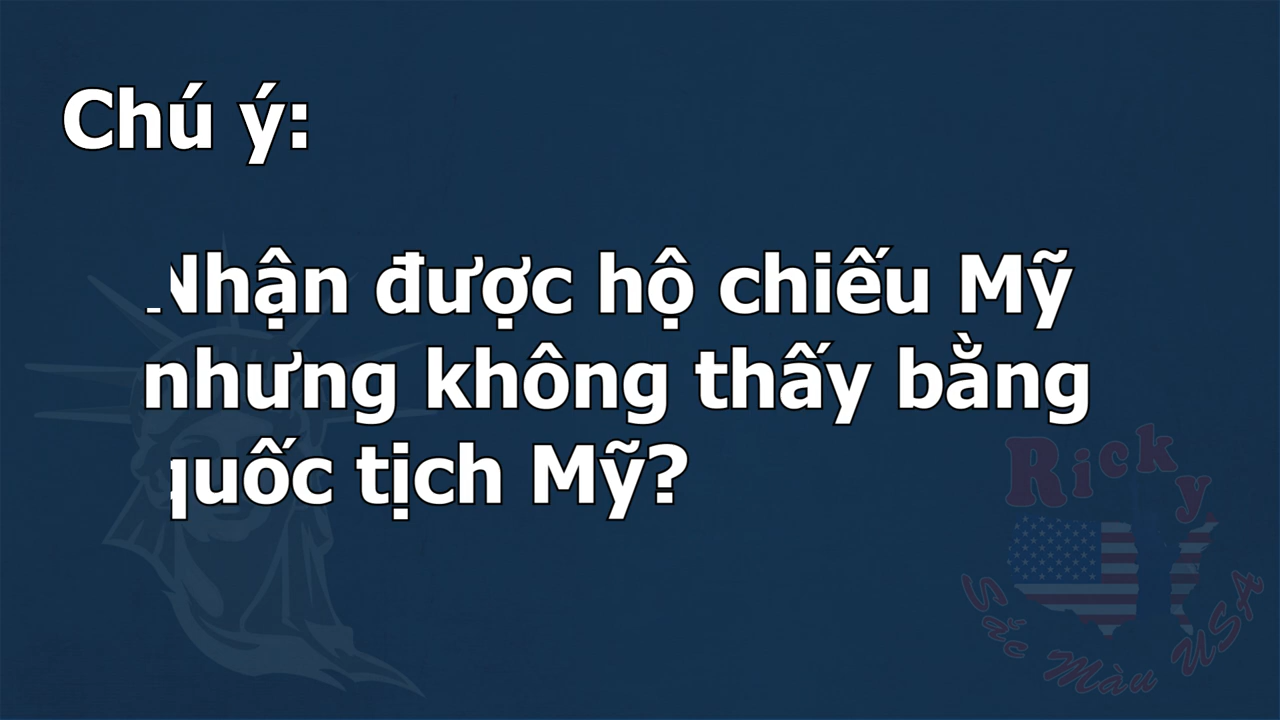 Chú ý:
Nhận được hộ chiếu Mỹ
nhưng không thấy bằng
quốc tịch Mỹ?
Ricky
Sắc Màu USA